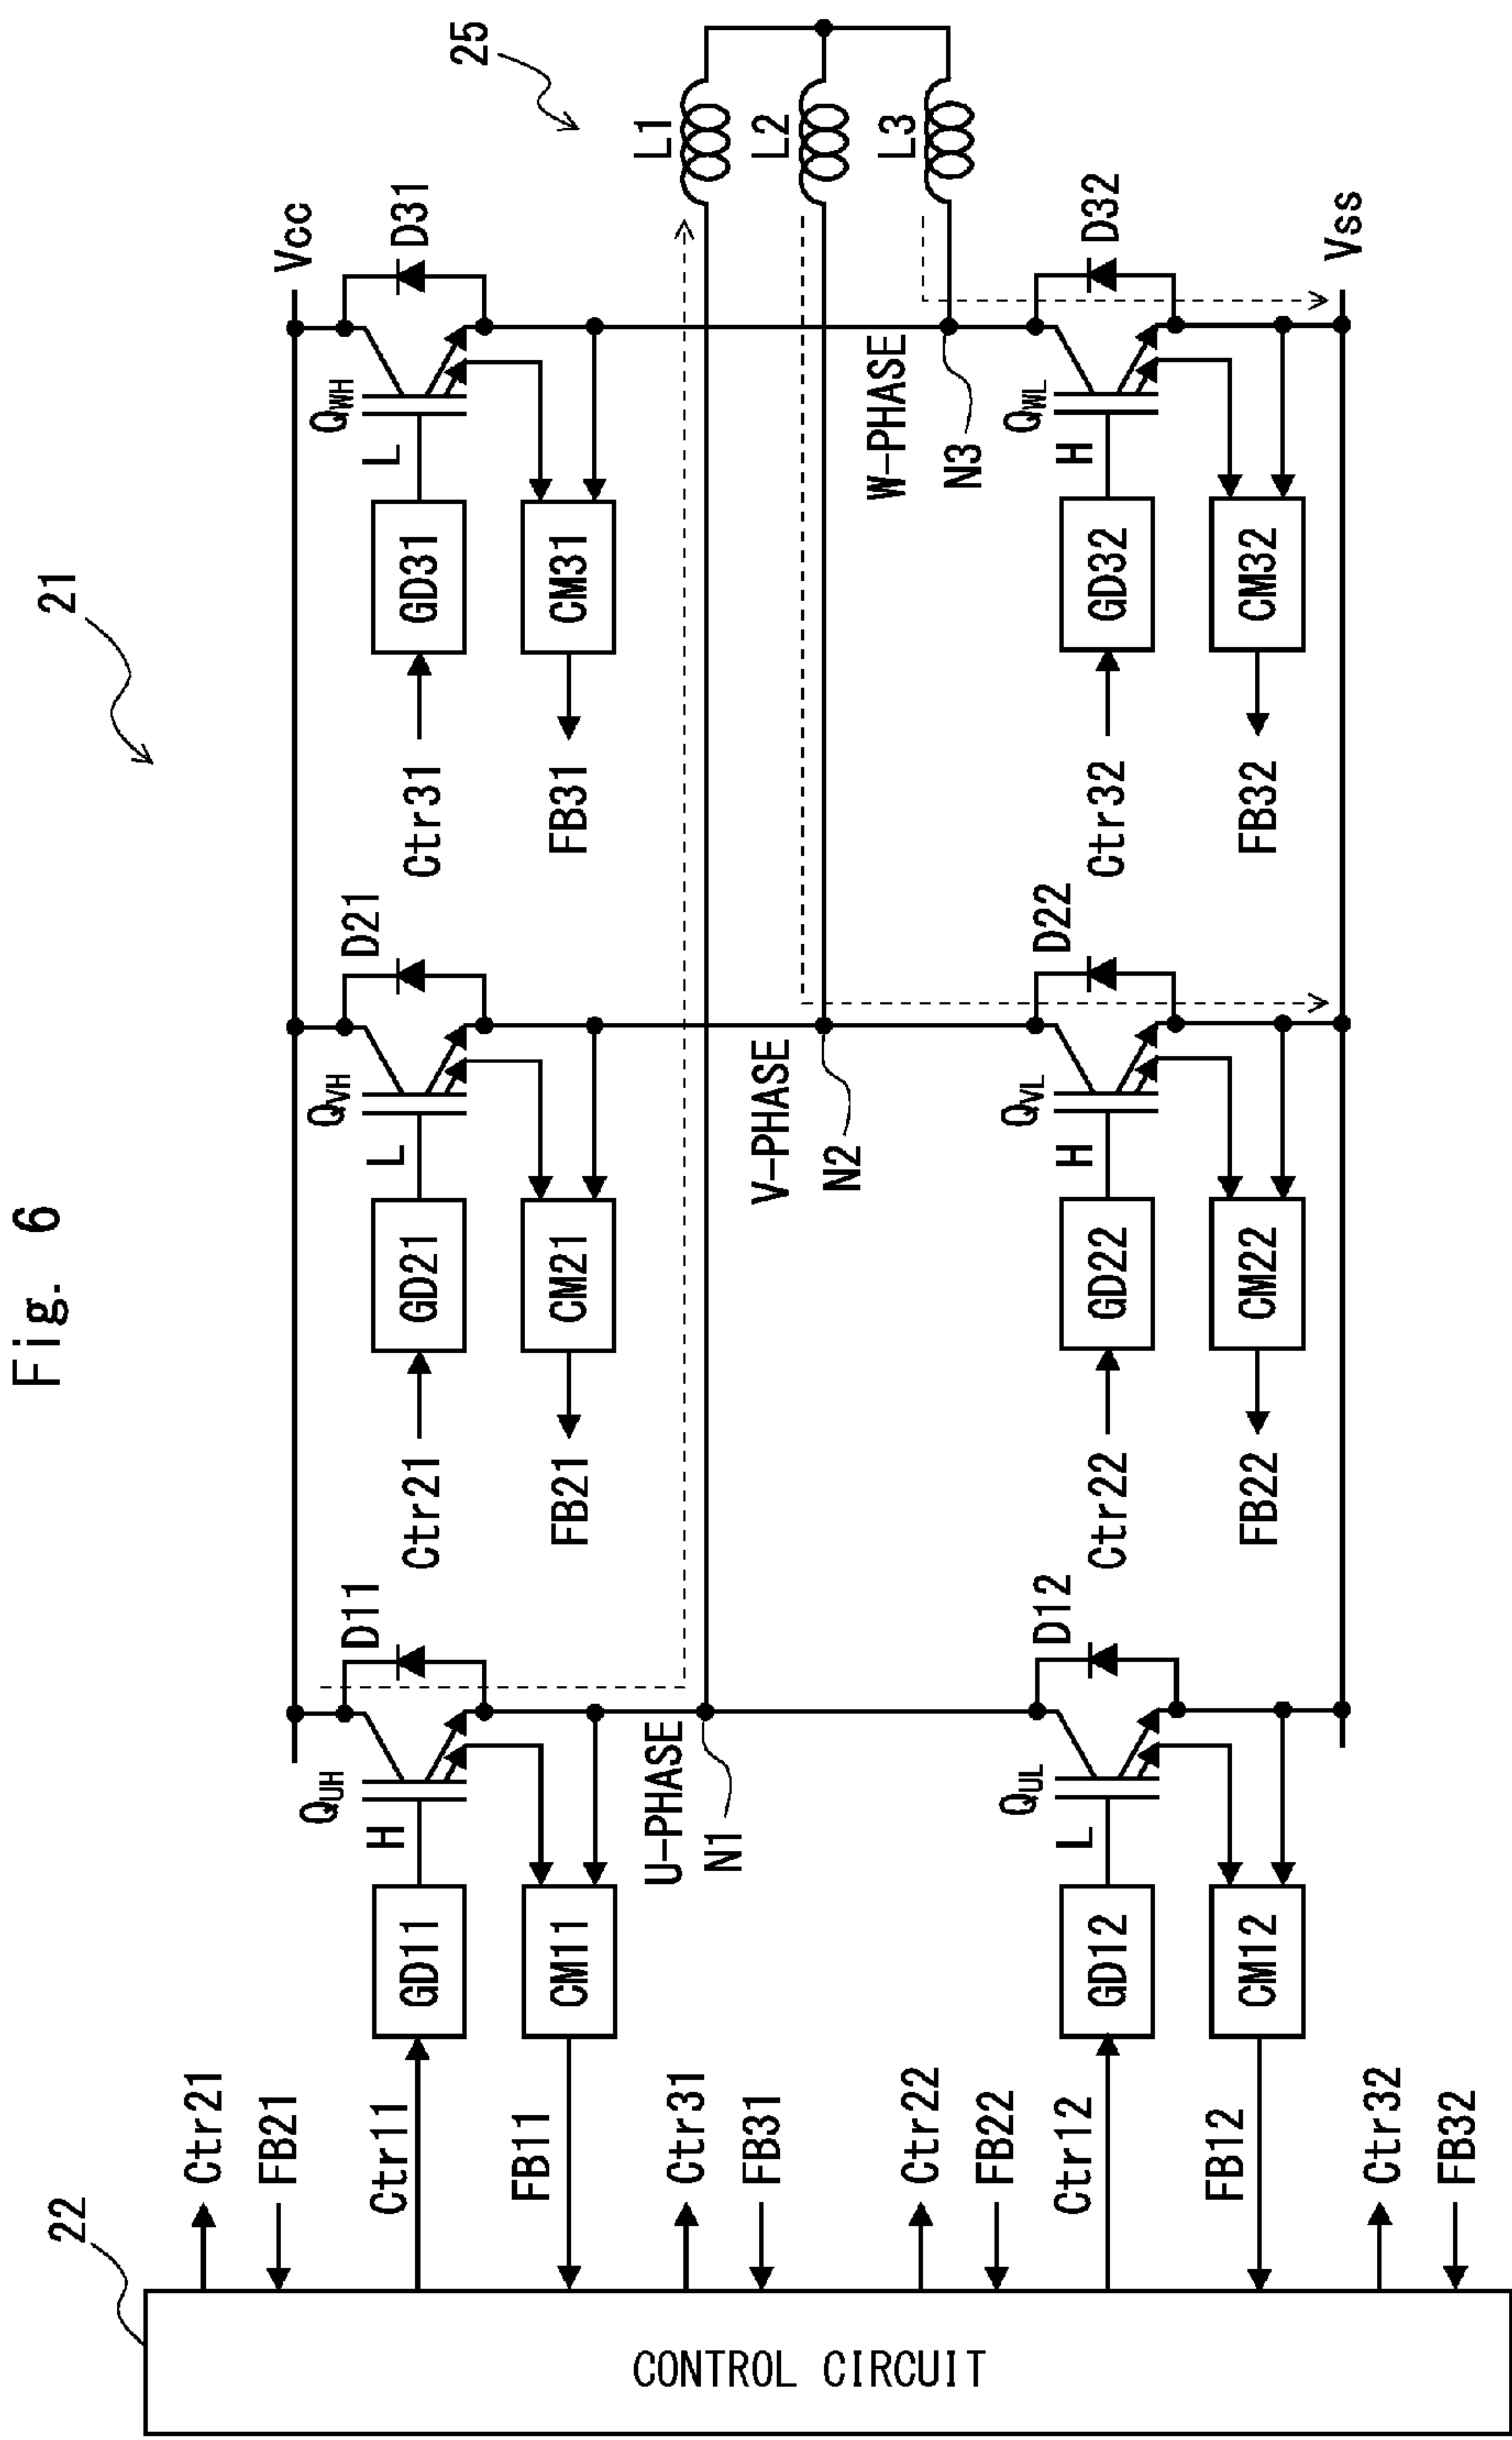 Fig. 6
21
22
25
Vcc
Ctr21
FB21
Ctr11
FB11
Ctr31
FB31
Ctr22
FB22
Ctr12
FB12
Ctr32
FB32
CONTROL CIRCUIT
GD11
H
QUH
D11
CM11
U-PHASE
N1
Ctr21
GD21
L
QVH
D21
FB21
CM21
V-PHASE
N2
Ctr31
GD31
L
QWH
D31
FB31
CM31
W-PHASE
N3
L1
L2
L3
GD12
L
QUL
D12
CM12
Ctr22
GD22
H
QVL
D22
FB22
CM22
Ctr32
GD32
H
QWL
D32
FB32
CM32
Vss